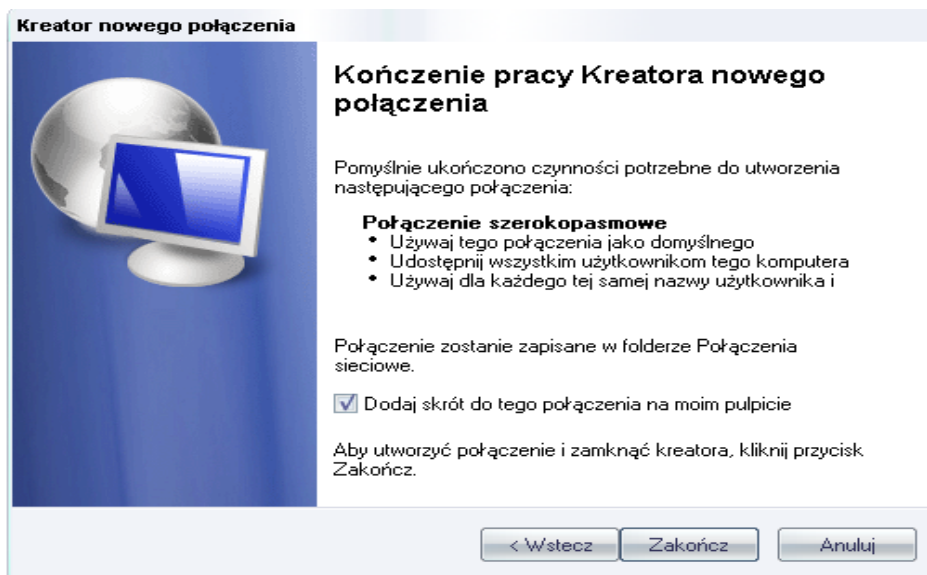 Kreator nowego połączenia
Kończenie pracy Kreatora nowego
połączenia
Pomyślnie ukończono czynności potrzebne do utworzenia
następującego połączenia:
Połączenie szerokopasmowe
• Używaj tego połączenia jako domyślnego
• Udostępnij wszystkim użytkownikom tego komputera
• Używaj dla każdego tej samej nazwy użytkownika i
Połączenie zostanie zapisane w folderze Połączenia
sieciowe.
Dodaj skrót do tego połączenia na moim pulpicie
Aby utworzyć połączenie i zamknąć kreatora, kliknij przycisk
Zakończ.
< Wstecz Zakończ Anuluj